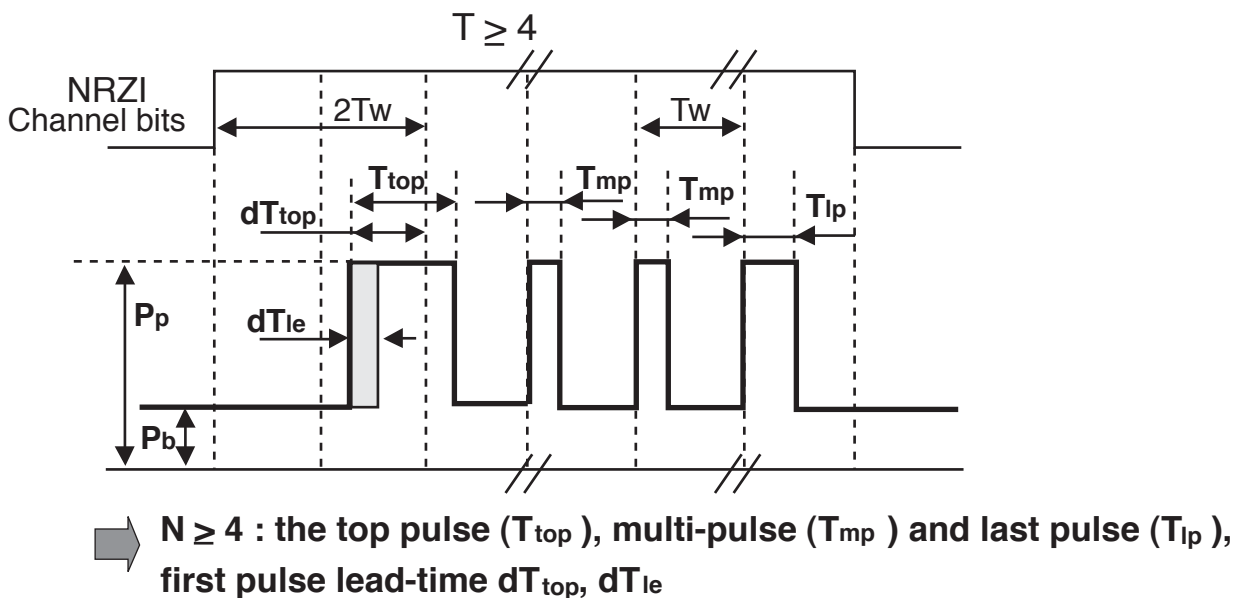 T ≥ 4
NRZI
Channel bits
2Tw
Tw
Ttop
Tmp
Tmp
Tlp
dTtop
Pp
dTle
Pb
N ≥ 4 : the top pulse (Ttop ), multi-pulse (Tmp ) and last pulse (Tlp ),
first pulse lead-time dTtop, dTle